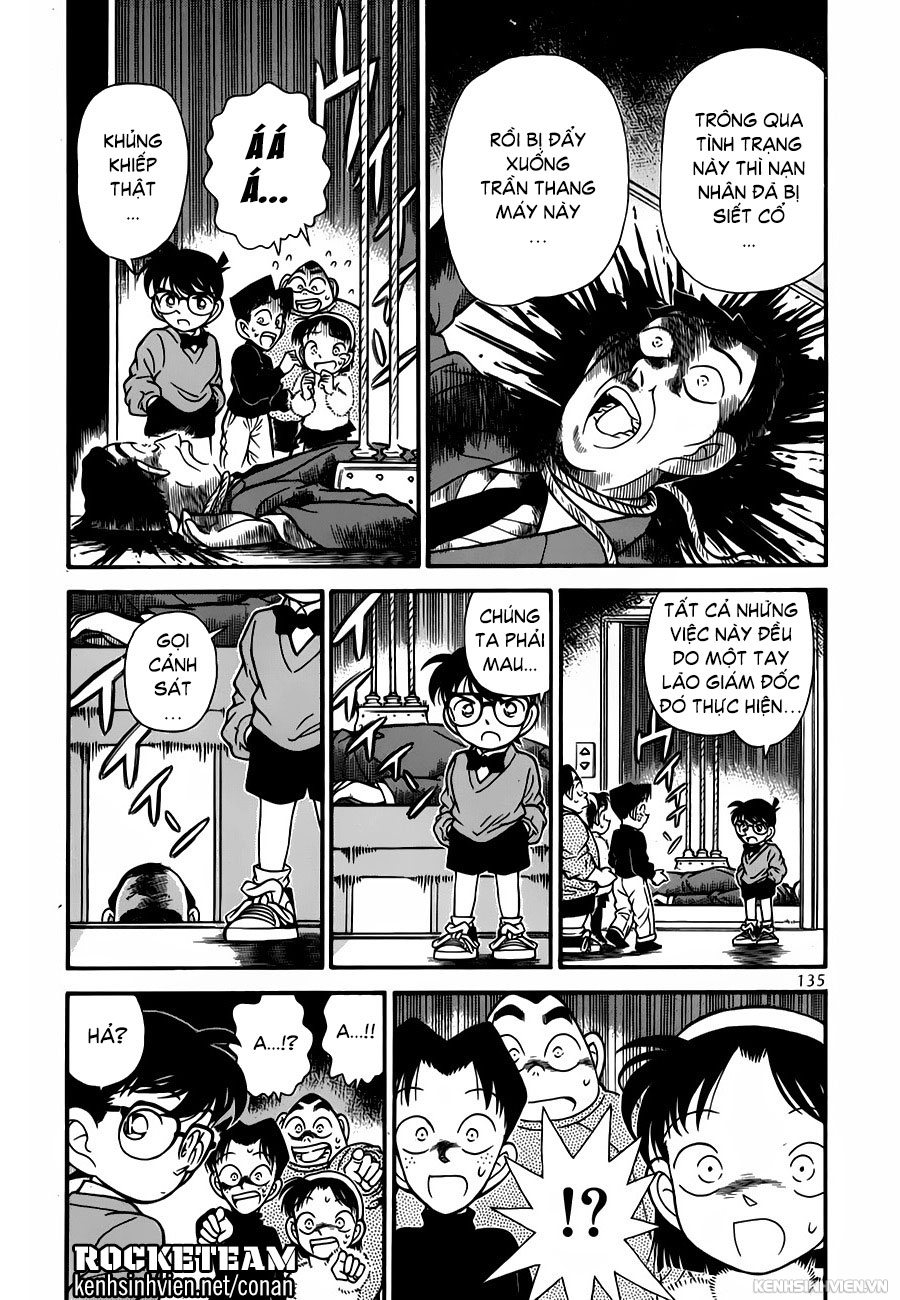 TRÔNG QUA
TÌNH TRẠNG
NÀY THÌ NẠN
NHÂN ĐÃ BỊ
SIẾT CỔ
...
RỒI BỊ ĐẨY
XUỐNG
TRẦN THANG
MÁY NÀY
...
ÁÁ
Á...
KHỦNG
KHIẾP
THẬT
...
TẤT CẢ NHỮNG
VIỆC NÀY ĐỀU
DO MỘT TAY
LÃO GIÁM ĐỐC
ĐÓ THỰC HIỆN...
CHÚNG
TA PHẢI
MAU...
GỌI
CẢNH
SÁT
...
135
!?
A...!!
A...!?
HẢ?
ROCKETEAM
kenhsinhvien.net/conan
KENHSINHVIEN.VN